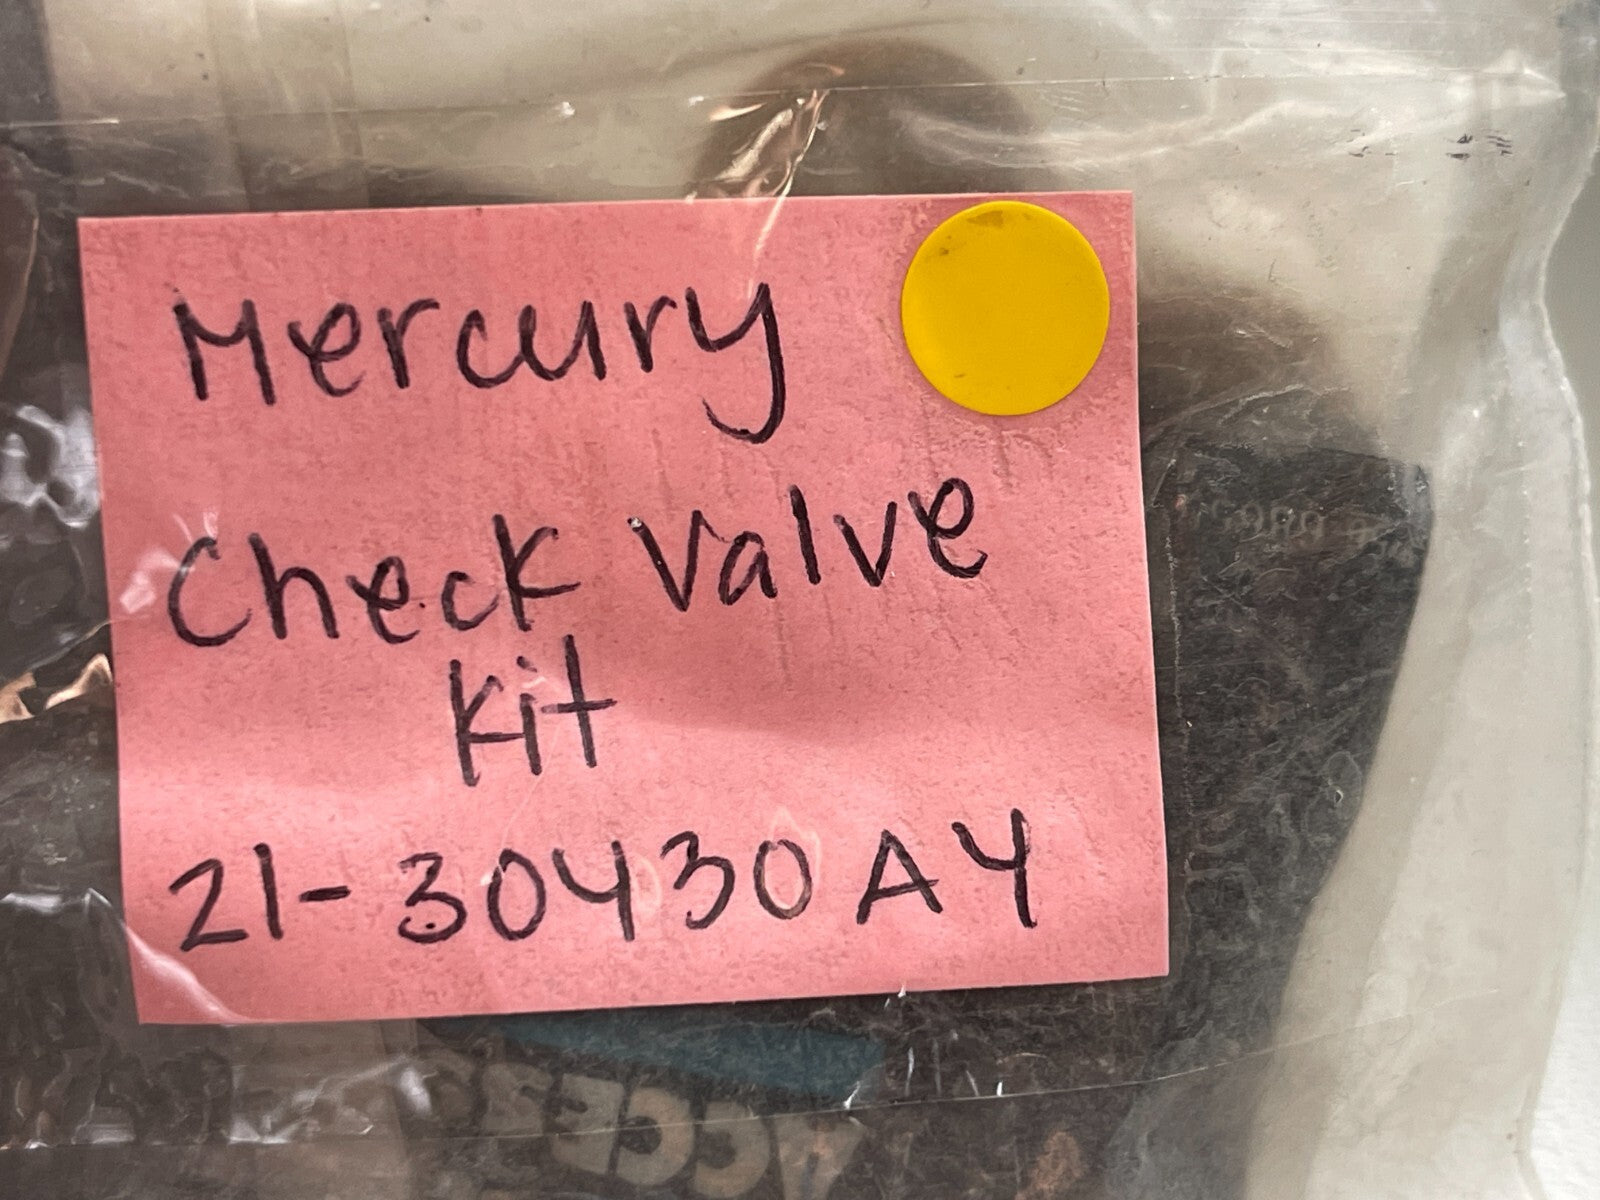 Mercury
Check Valve
Kit
21-30430A4